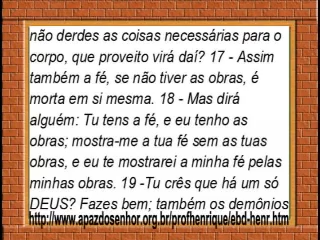 não derdes as coisas necessárias para o
corpo, que proveito virá daí? 17 - Assim
também a fé, se não tiver as obras, é
morta em si mesma. 18 - Mas dirá
alguém: Tu tens a fé, e eu tenho as
obras; mostra-me a tua fé sem as tuas
obras, e eu te mostrarei a minha fé pelas
minhas obras. 19 -Tu crês que há um só
DEUS? Fazes bem; também os demônios
http://www.apazdosenhor.org.br/profhenrique/ebd-henr.htm